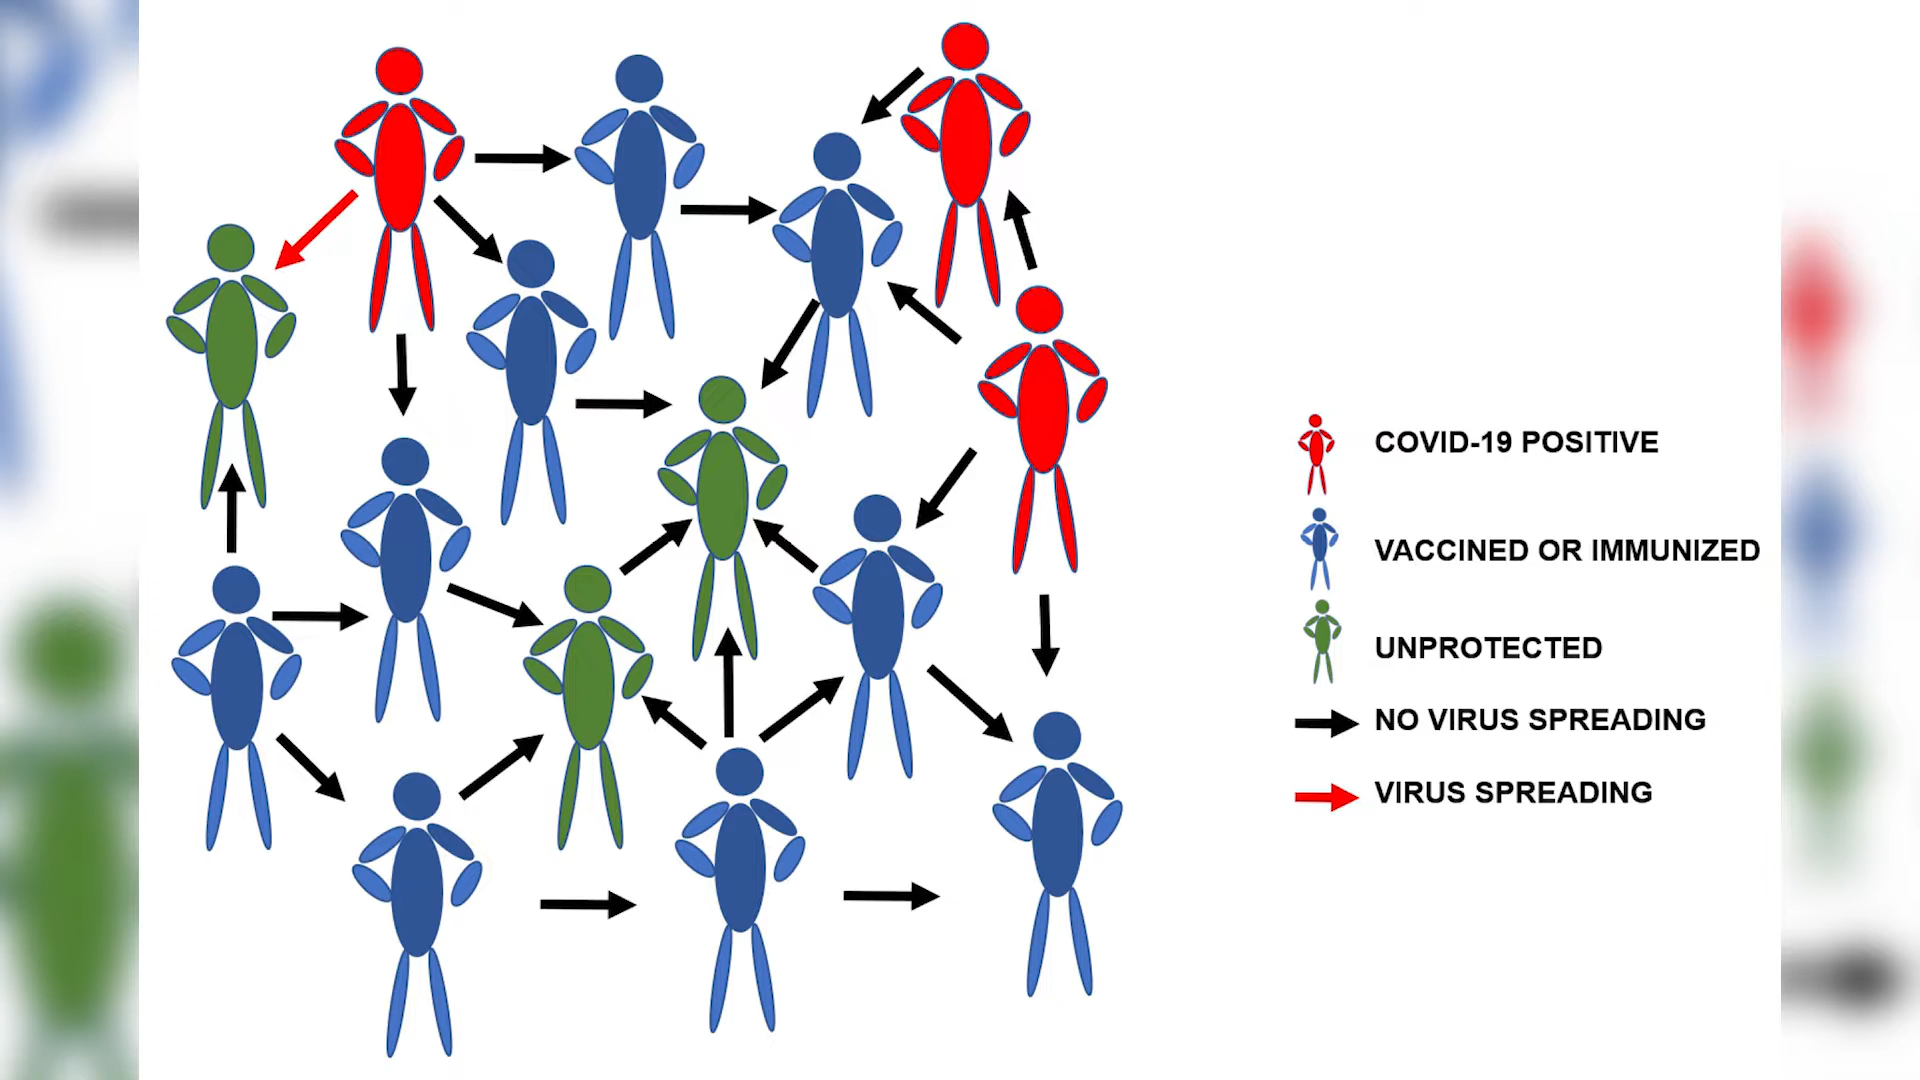 COVID-19 POSITIVE
VACCINED OR IMMUNIZED
UNPROTECTED
NO VIRUS SPREADING
VIRUS SPREADING